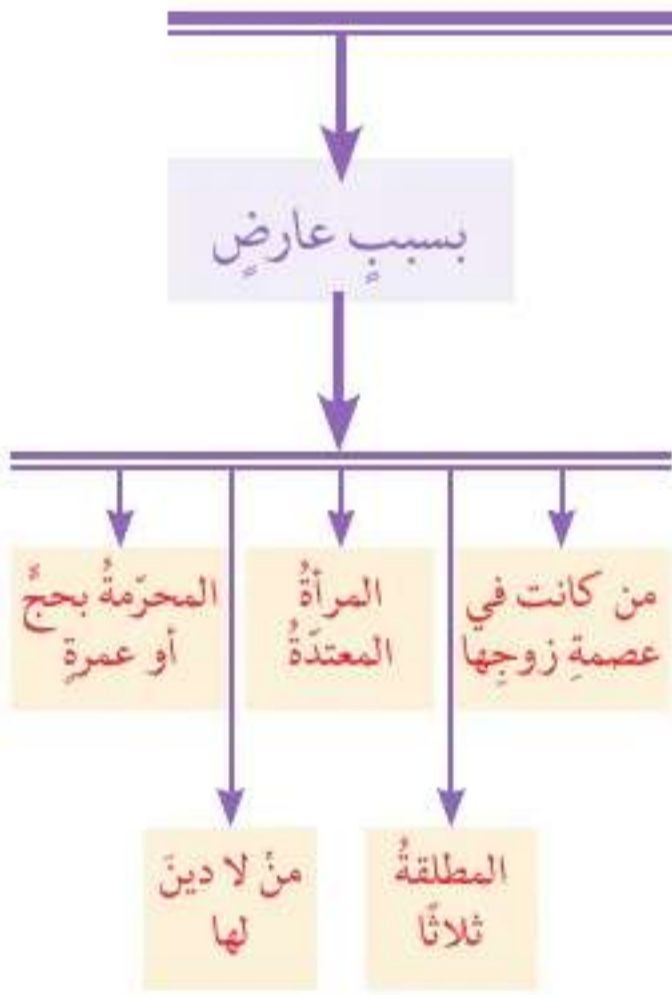 بسببٍ عارضٍ
من كانت في
عصمةِ زوجِها
المرأةُ
المعتدّةُ
المحرّمةُ بحجٍّ
أو عمرةٍ
المطلقةُ
ثلاثًا
منْ لا دينَ
لها